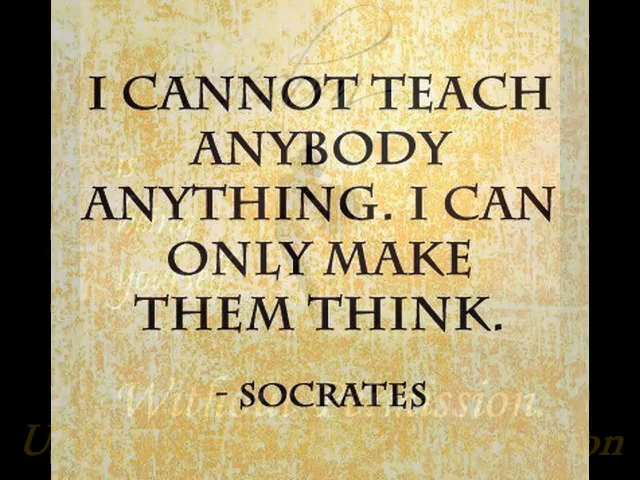 I CANNOT TEACH
ANYBODY
ANYTHING. I CAN
ONLY MAKE
THEM THINK.
- SOCRATES